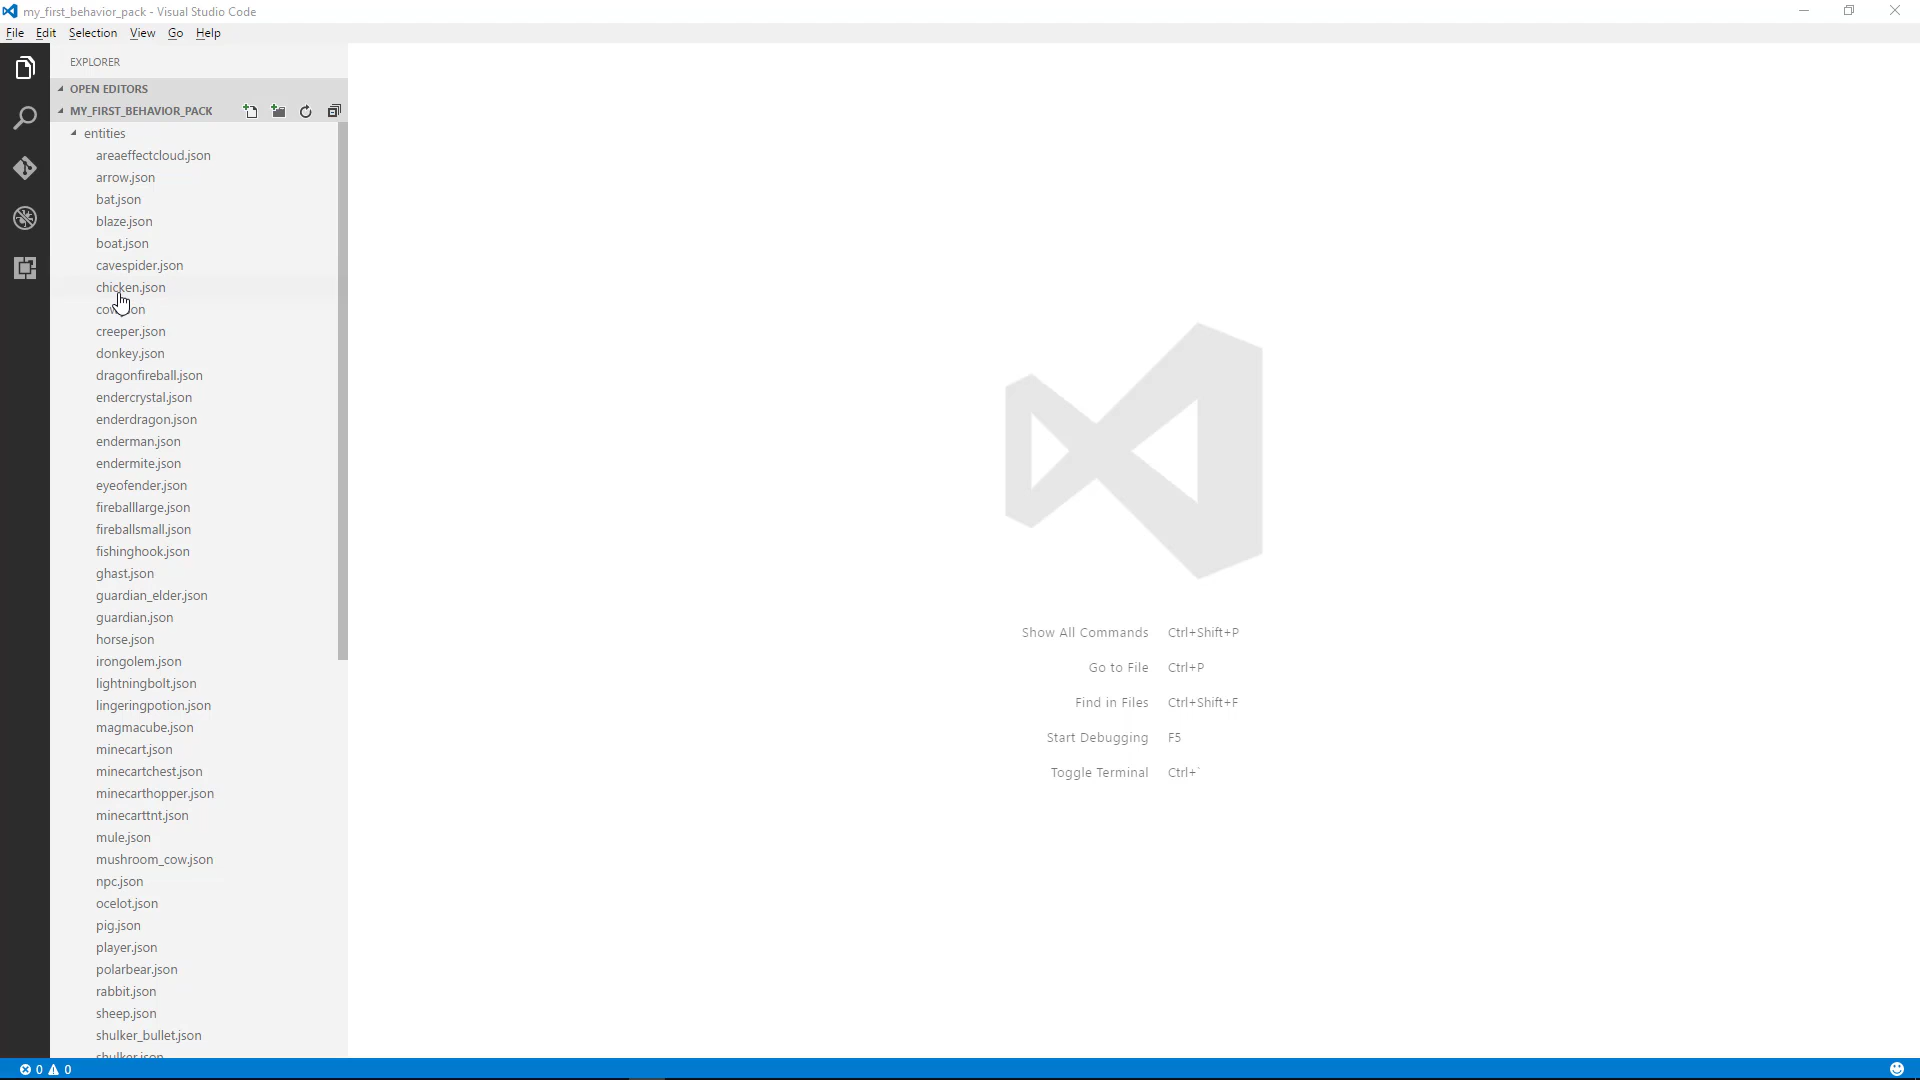 my_first_behavior_pack - Visual Studio Code
File Edit Selection View Go Help
EXPLORER
OPEN EDITORS
MY_FIRST_BEHAVIOR_PACK
entities
areaeffectcloud.json
arrow.json
bat.json
blaze.json
boat.json
cavespider.json
chicken.json
creeper.json
donkey.json
dragonfireball.json
endercrystal.json
enderdragon.json
enderman.json
endermite.json
eyeofender.json
fireballlarge.json
fireballsmall.json
fishinghook.json
ghast.json
guardian_elder.json
guardian.json
horse.json
irongolem.json
lightningbolt.json
lingeringpotion.json
magmacube.json
minecart.json
minecartchest.json
minecarthopper.json
minecarttnt.json
mule.json
mushroom_cow.json
npc.json
ocelot.json
pig.json
player.json
polarbear.json
rabbit.json
sheep.json
shulker_bullet.json
shulker.json
Show All Commands Ctrl+Shift+P
Go to File Ctrl+P
Find in Files Ctrl+Shift+F
Start Debugging F5
Toggle Terminal Ctrl+`
0 0